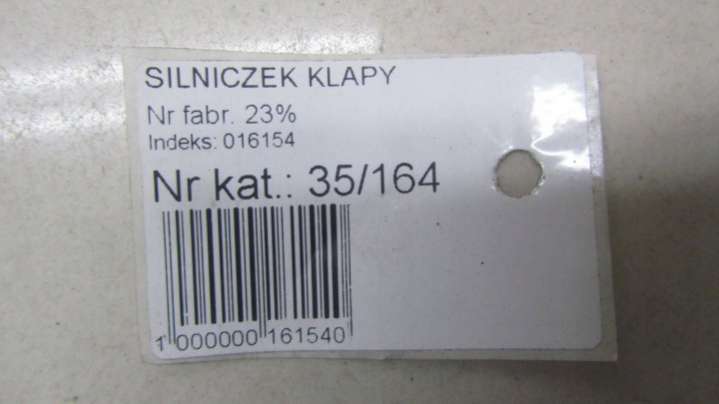 SILNICZEK KLAPY
Nr fabr. 23%
Indeks: 016154
Nr kat.: 35/164
1 000000 161540